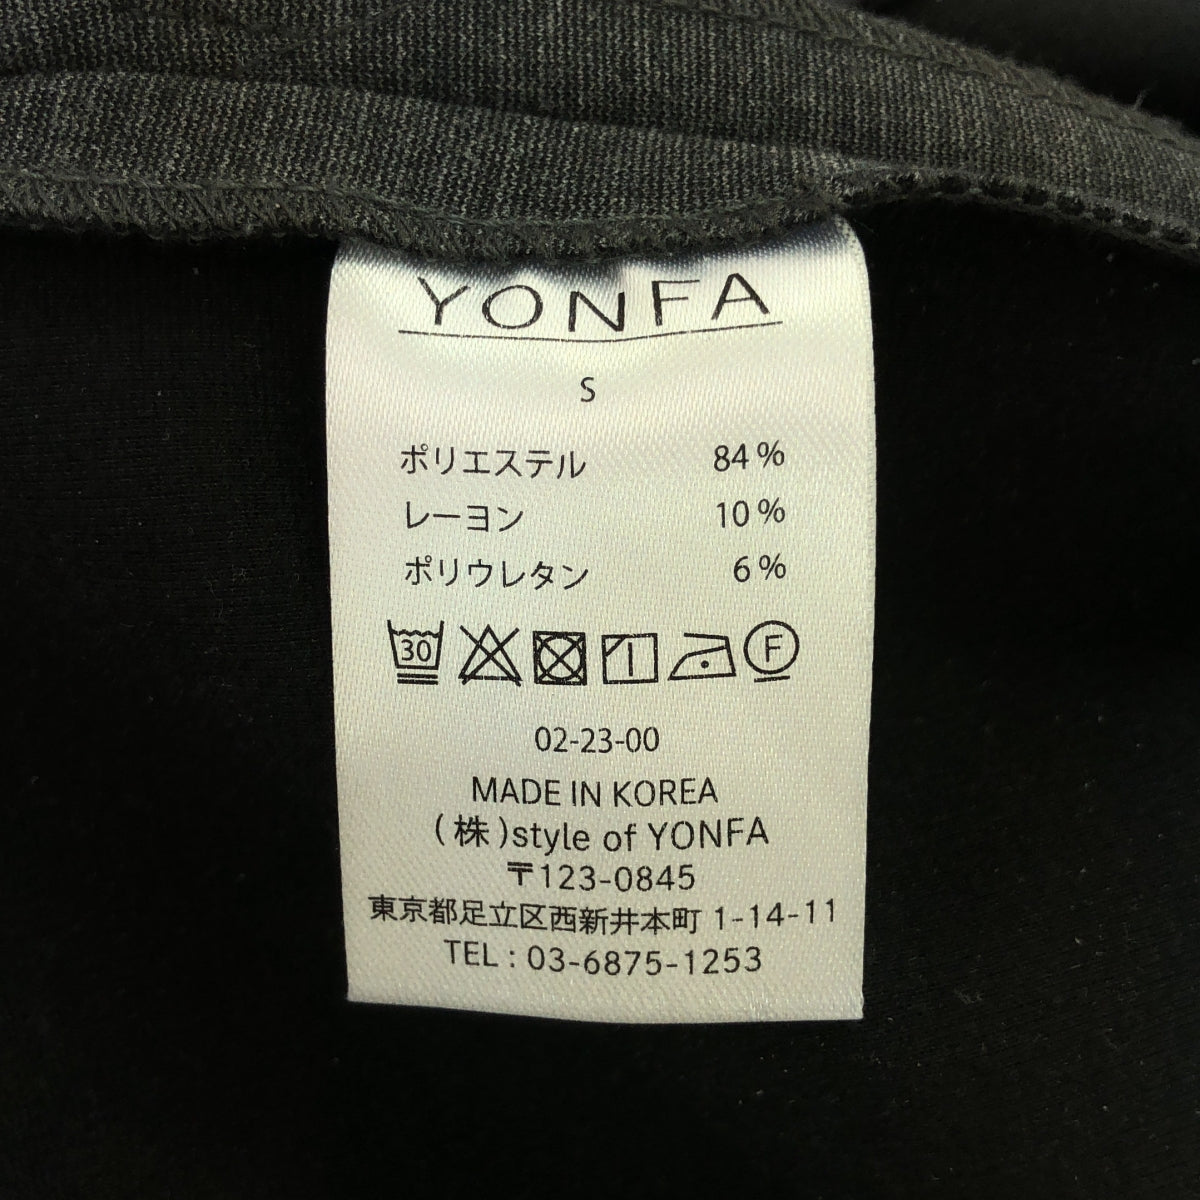 YONFA
S
ポリエステル 84%
レーヨン 10%
ポリウレタン 6%
30 F
02-23-00
MADE IN KOREA
(株)style of YONFA
〒123-0845
東京都足立区西新井本町 1-14-11
TEL : 03-6875-1253